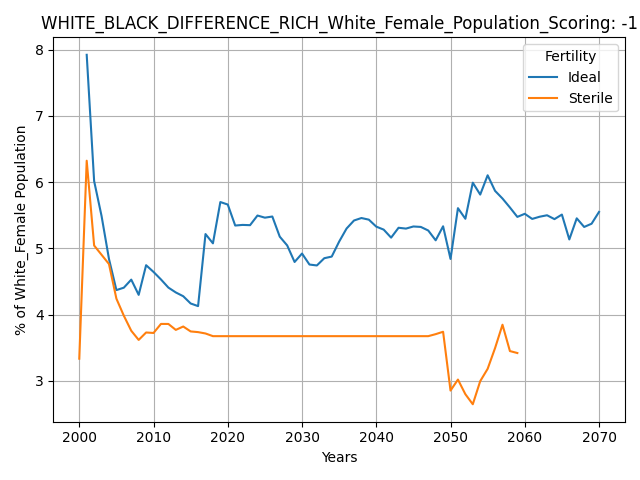 WHITE_BLACK_DIFFERENCE_RICH_White_Female_Population_Scoring: -1
Fertility
Ideal
Sterile
% of White_Female Population
8
7
6
5
4
3
2000 2010 2020 2030 2040 2050 2060 2070
Years